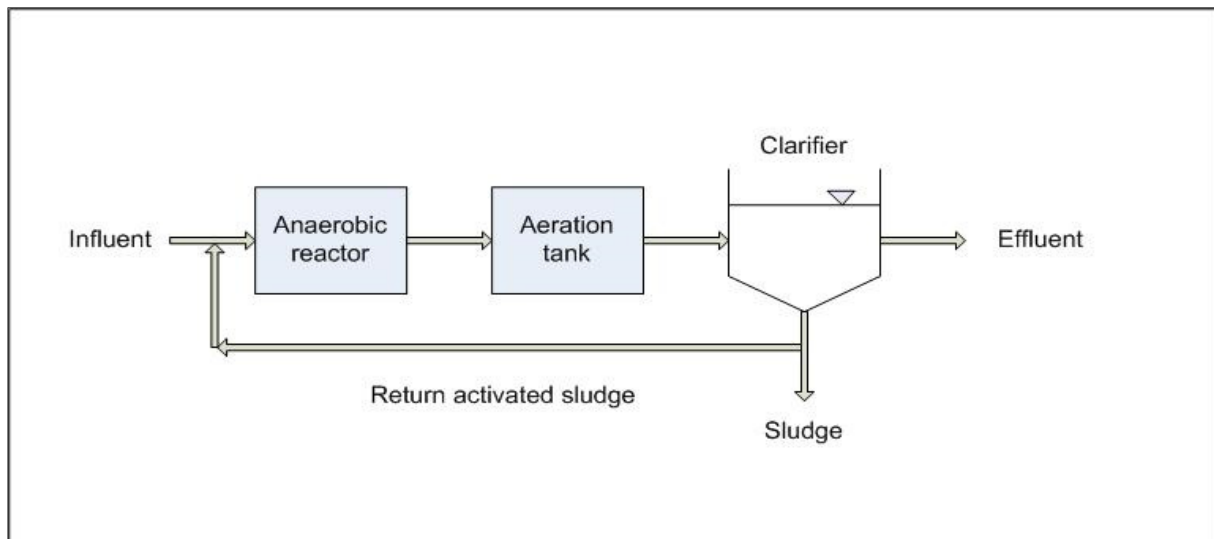 Clarifier
Influent
Anaerobic
reactor
Aeration
tank
Effluent
Return activated sludge
Sludge